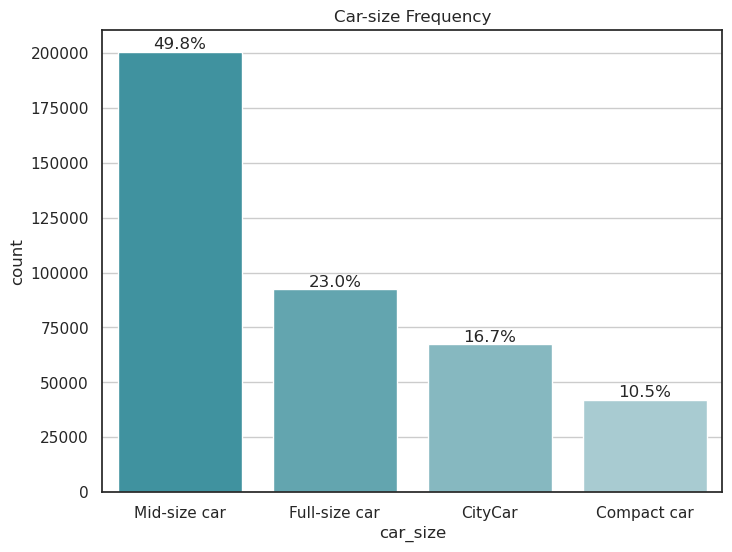 Car-size Frequency
49.8%
23.0%
16.7%
10.5%
200000
175000
150000
125000
100000
75000
50000
25000
0
count
Mid-size car
Full-size car
CityCar
Compact car
car_size